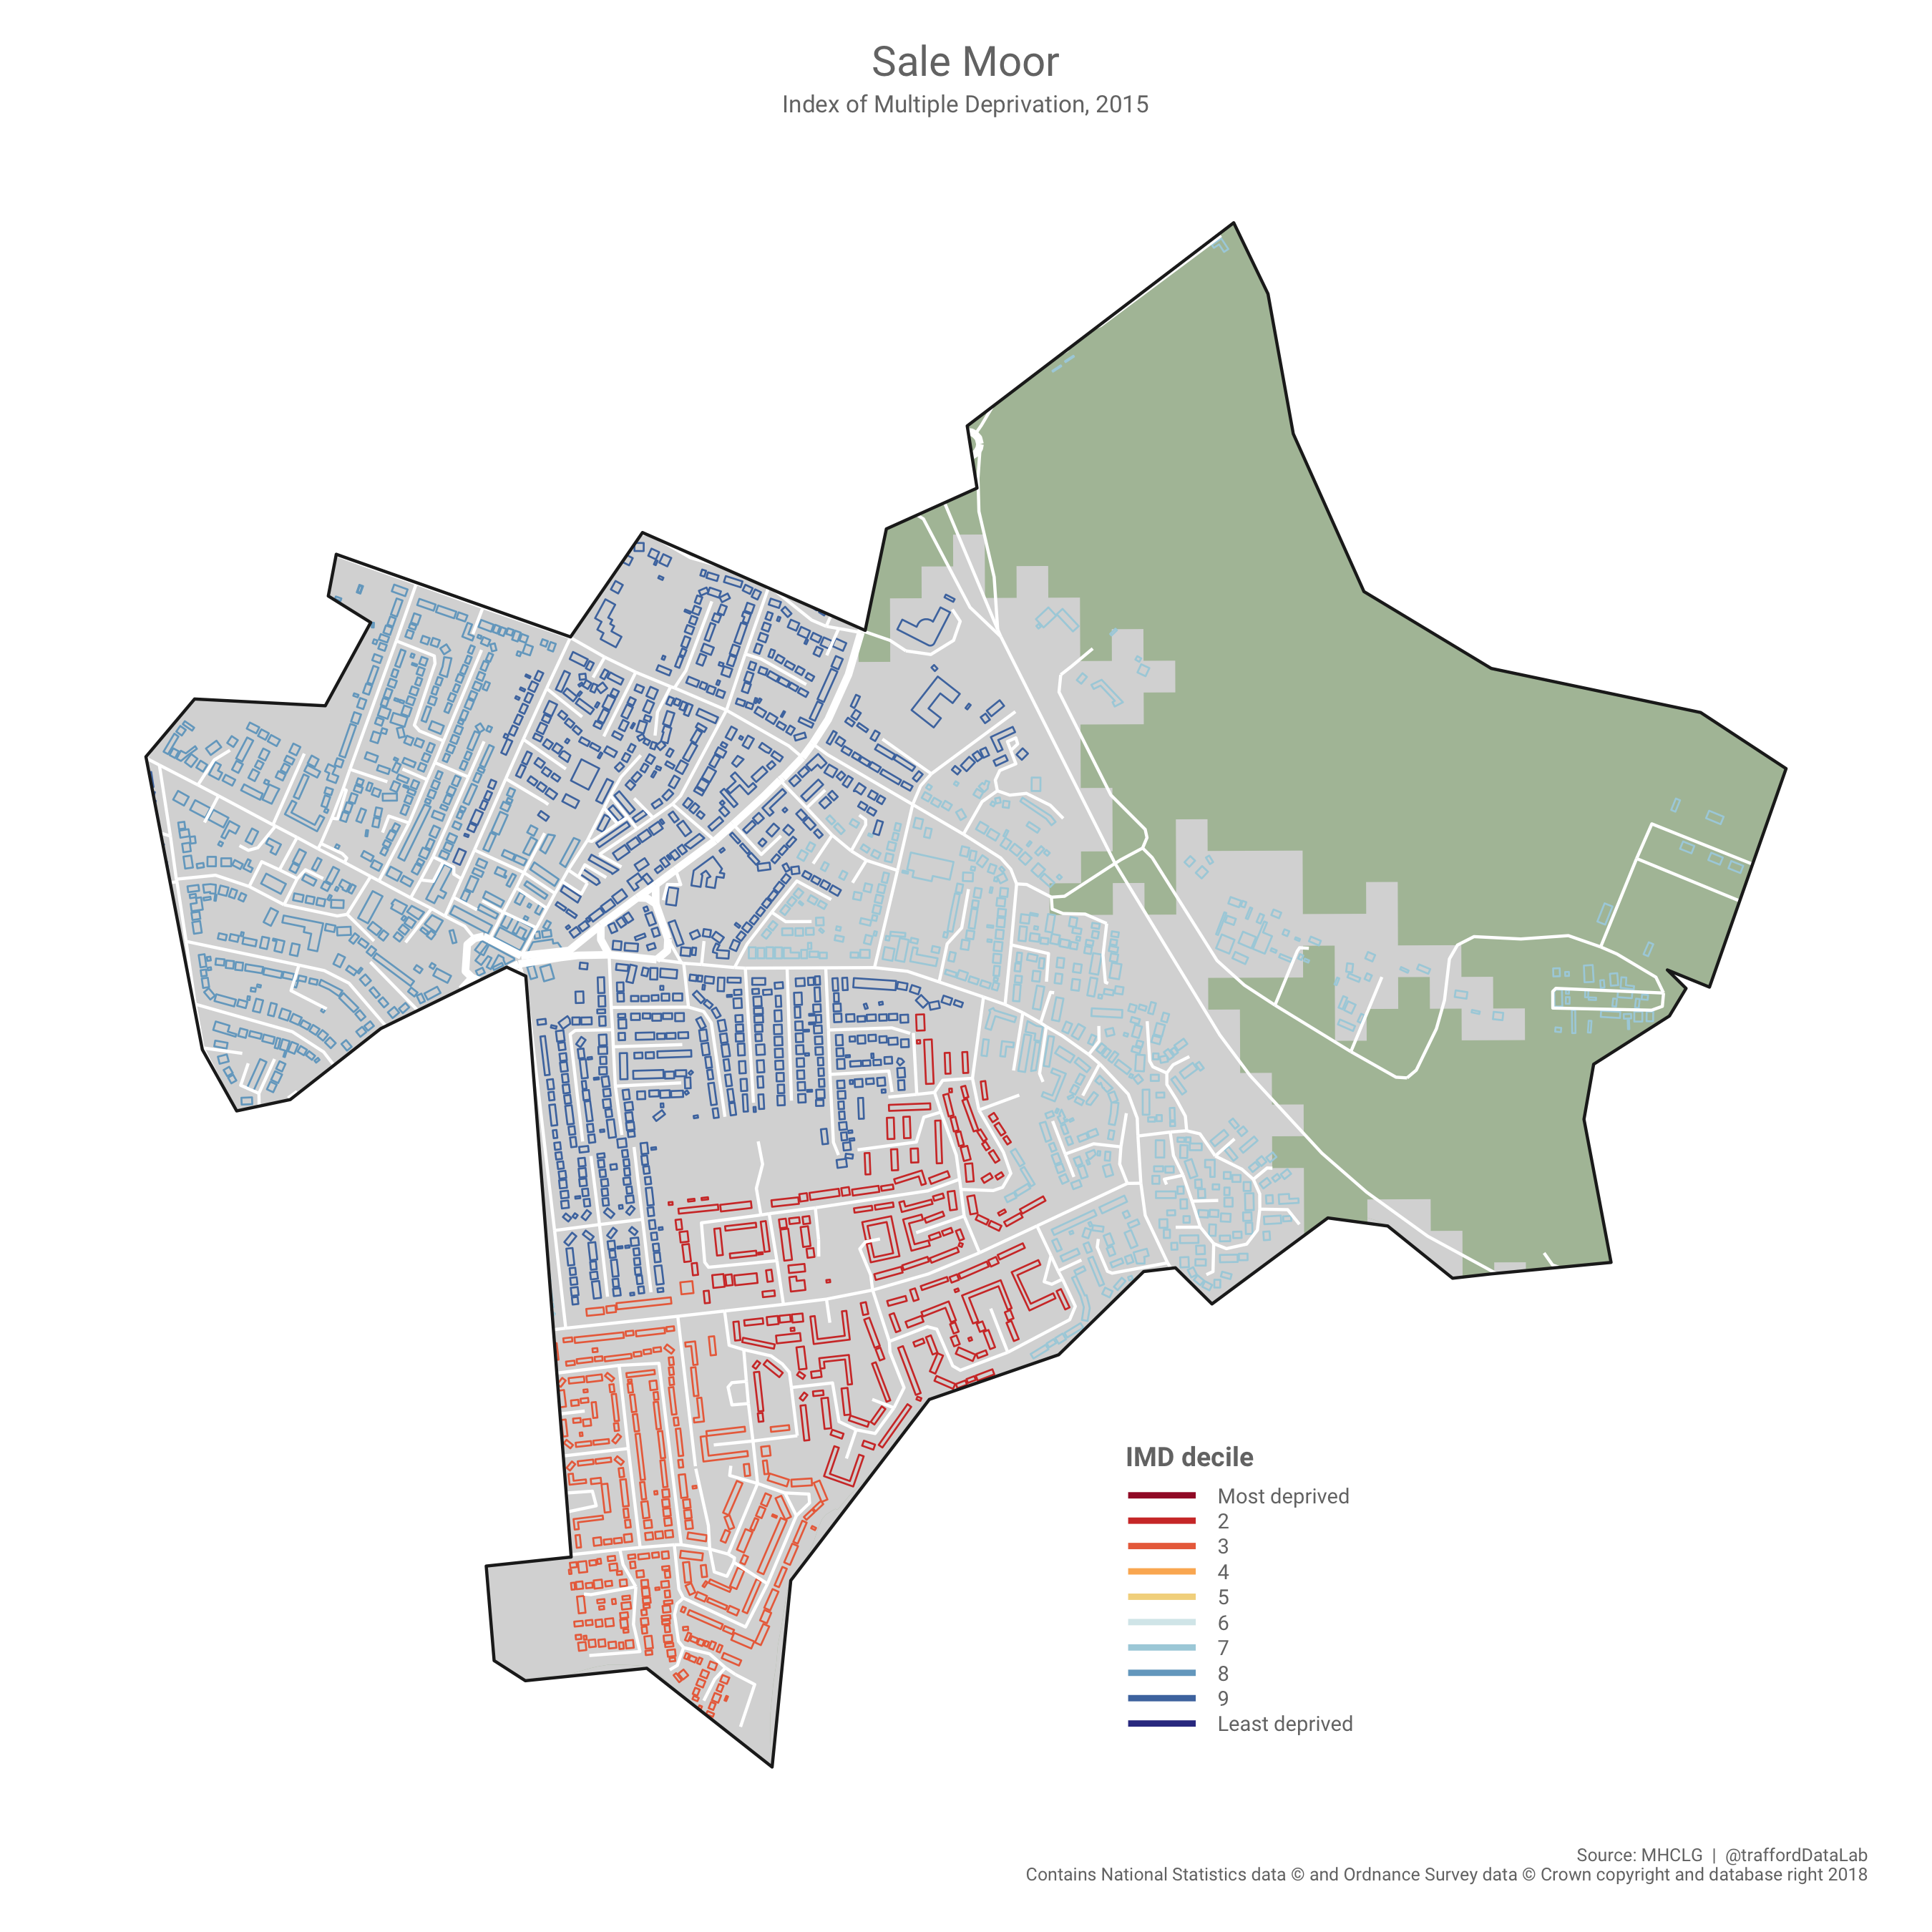 Sale Moor
Index of Multiple Deprivation, 2015
IMD decile
Most deprived
2
3
4
5
6
7
8
9
Least deprived
Source: MHCLG | @traffordDataLab
Contains National Statistics data © and Ordnance Survey data © Crown copyright and database right 2018